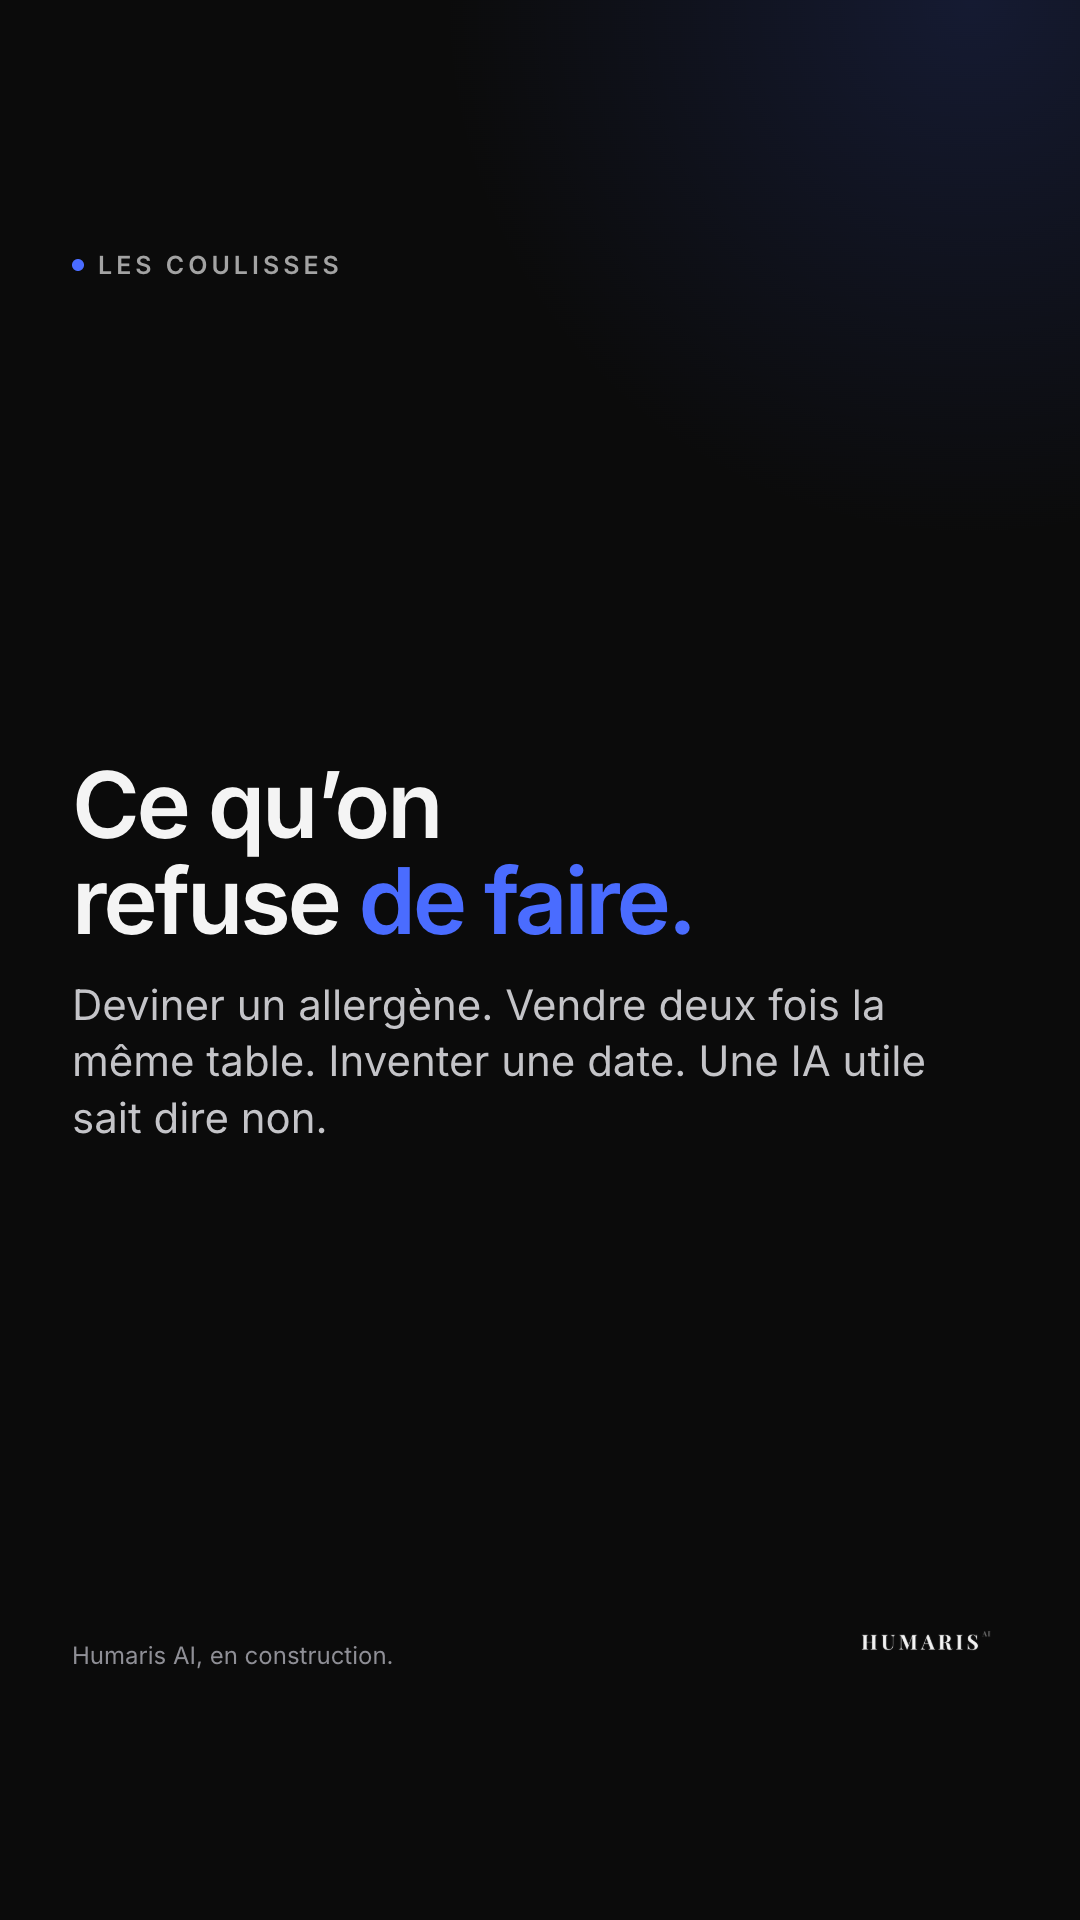 LES COULISSES
Ce qu’on
refuse de faire.
Deviner un allergène. Vendre deux fois la
même table. Inventer une date. Une IA utile
sait dire non.
Humaris AI, en construction.
HUMARIS AI